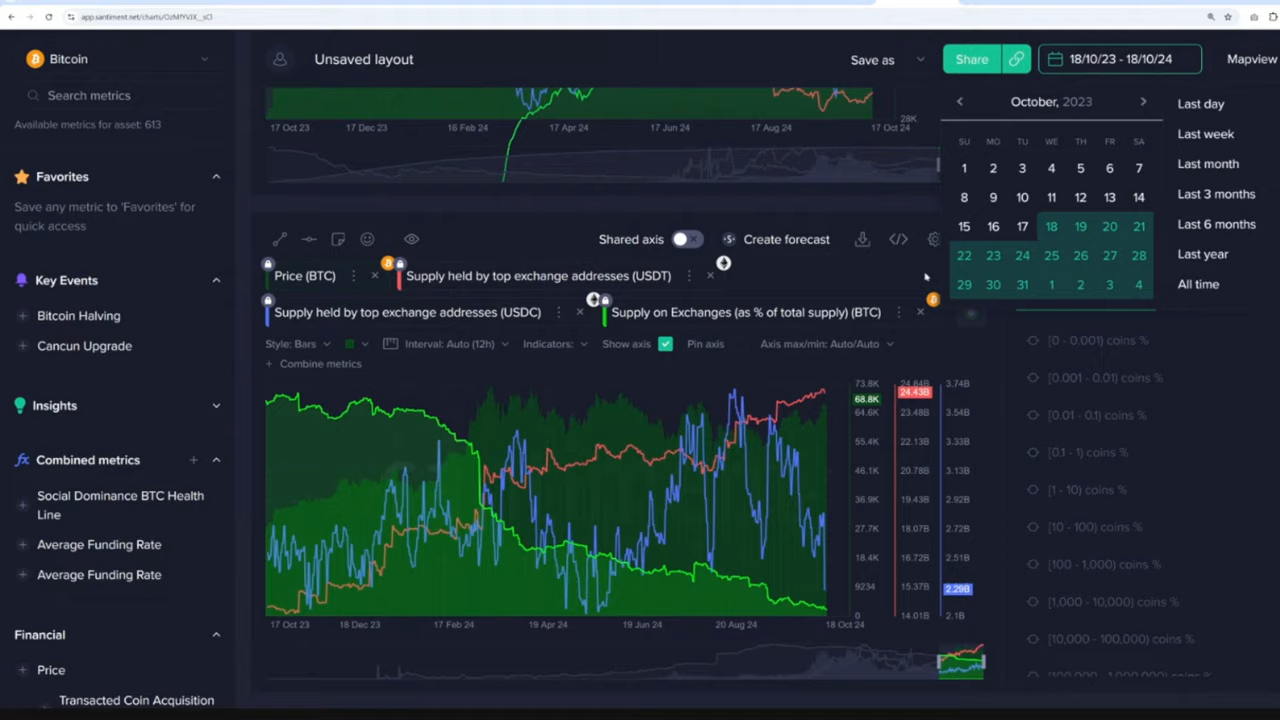 app.santiment.net/charts/OzMfYVJX__sCl
Bitcoin
Search metrics
Available metrics for asset: 613
Favorites
Save any metric to 'Favorites' for
quick access
Key Events
Bitcoin Halving
Cancun Upgrade
Insights
Combined metrics
Social Dominance BTC Health
Line
Average Funding Rate
Average Funding Rate
Financial
Price
Transacted Coin Acquisition
Unsaved layout
Save as
Share
18/10/23 - 18/10/24
Mapview
28K
17 Oct 23 17 Dec 23 16 Feb 24 17 Apr 24 17 Jun 24 17 Aug 24 17 Oct 24
October, 2023
SU MO TU WE TH FR SA
1 2 3 4 5 6 7
8 9 10 11 12 13 14
15 16 17 18 19 20 21
22 23 24 25 26 27 28
29 30 31 1 2 3 4
Last day
Last week
Last month
Last 3 months
Last 6 months
Last year
All time
Shared axis
Create forecast
Price (BTC)
Supply held by top exchange addresses (USDT)
Supply held by top exchange addresses (USDC)
Supply on Exchanges (as % of total supply) (BTC)
Style: Bars
Interval: Auto (12h)
Indicators:
Show axis
Pin axis
Axis max/min: Auto/Auto
Combine metrics
73.8K 24.84B 3.74B
68.8K 24.43B
64.6K 23.48B 3.54B
55.4K 22.13B 3.33B
46.1K 20.78B 3.13B
36.9K 19.43B 2.92B
27.7K 18.07B 2.72B
18.4K 16.72B 2.51B
9234 15.37B 2.29B
0 14.01B 2.1B
17 Oct 23 18 Dec 23 17 Feb 24 19 Apr 24 19 Jun 24 20 Aug 24 18 Oct 24
[0 - 0.001) coins %
[0.001 - 0.01) coins %
[0.01 - 0.1) coins %
[0.1 - 1) coins %
[1 - 10) coins %
[10 - 100) coins %
[100 - 1,000) coins %
[1,000 - 10,000) coins %
[10,000 - 100,000) coins %
[100,000 - 1,000,000) coins %